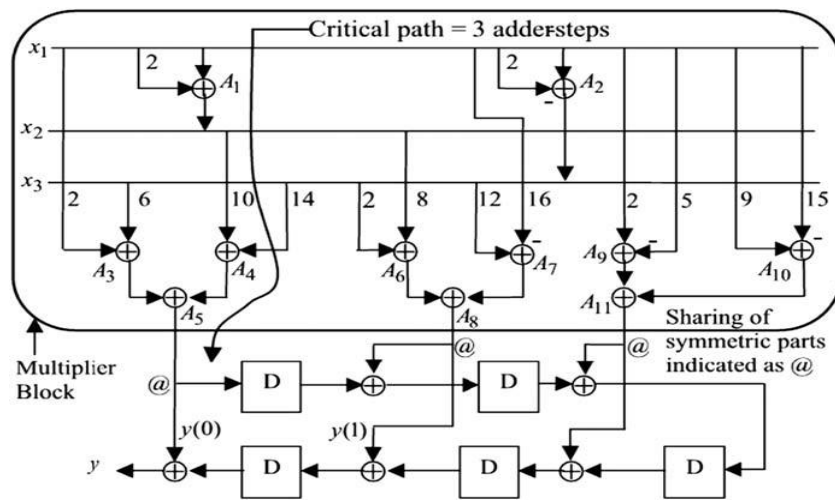 Critical path = 3 adder-steps
x1
2
A1
2
A2
-
x2
x3
2
6
10
14
2
8
12
16
2
5
9
15
-
-
-
A3
A4
A6
A7
A9
A10
A5
A8
A11
Sharing of
symmetric parts
indicated as @
Multiplier
Block
@
@
@
D
D
y(0)
y(1)
y
D
D
D